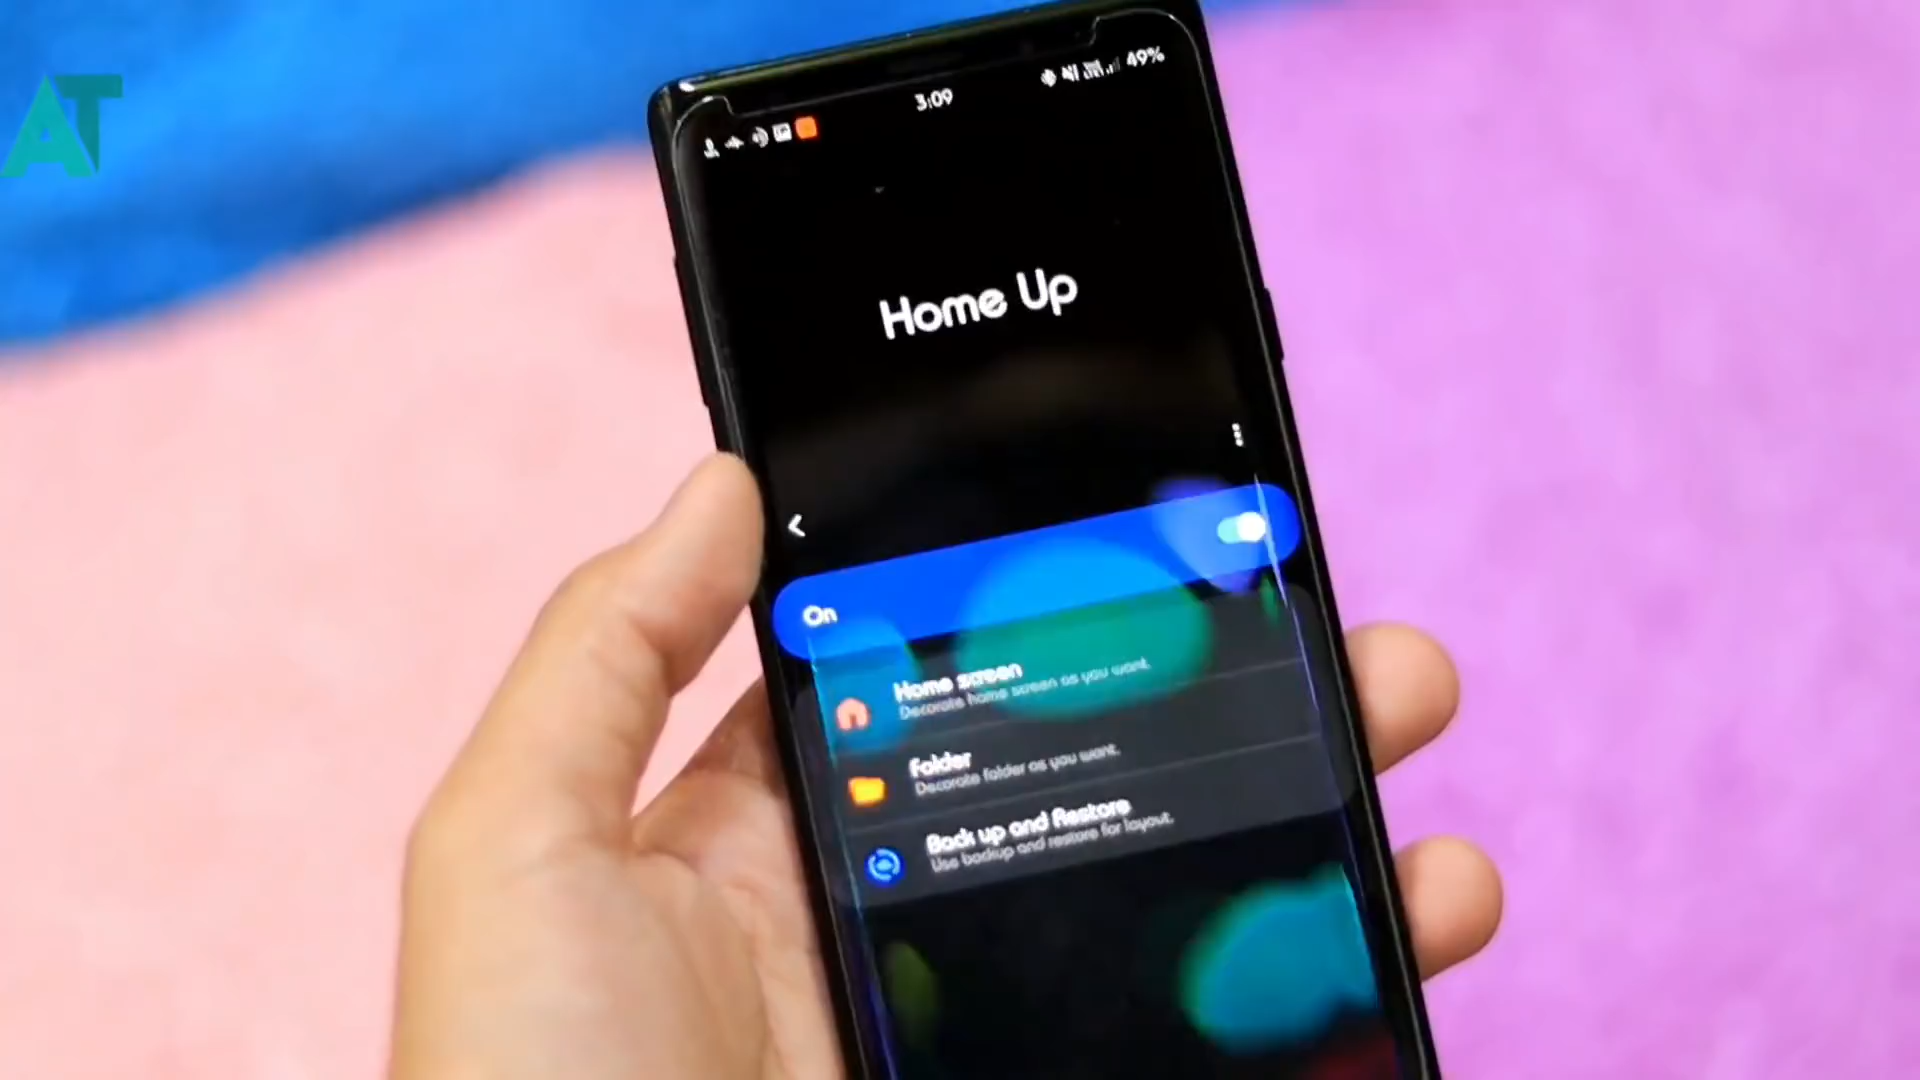 AT
3:09
49%
Home Up
On
Home screen
Decorate home screen as you want.
Folder
Decorate folder as you want.
Back up and Restore
Use backup and restore for layout.